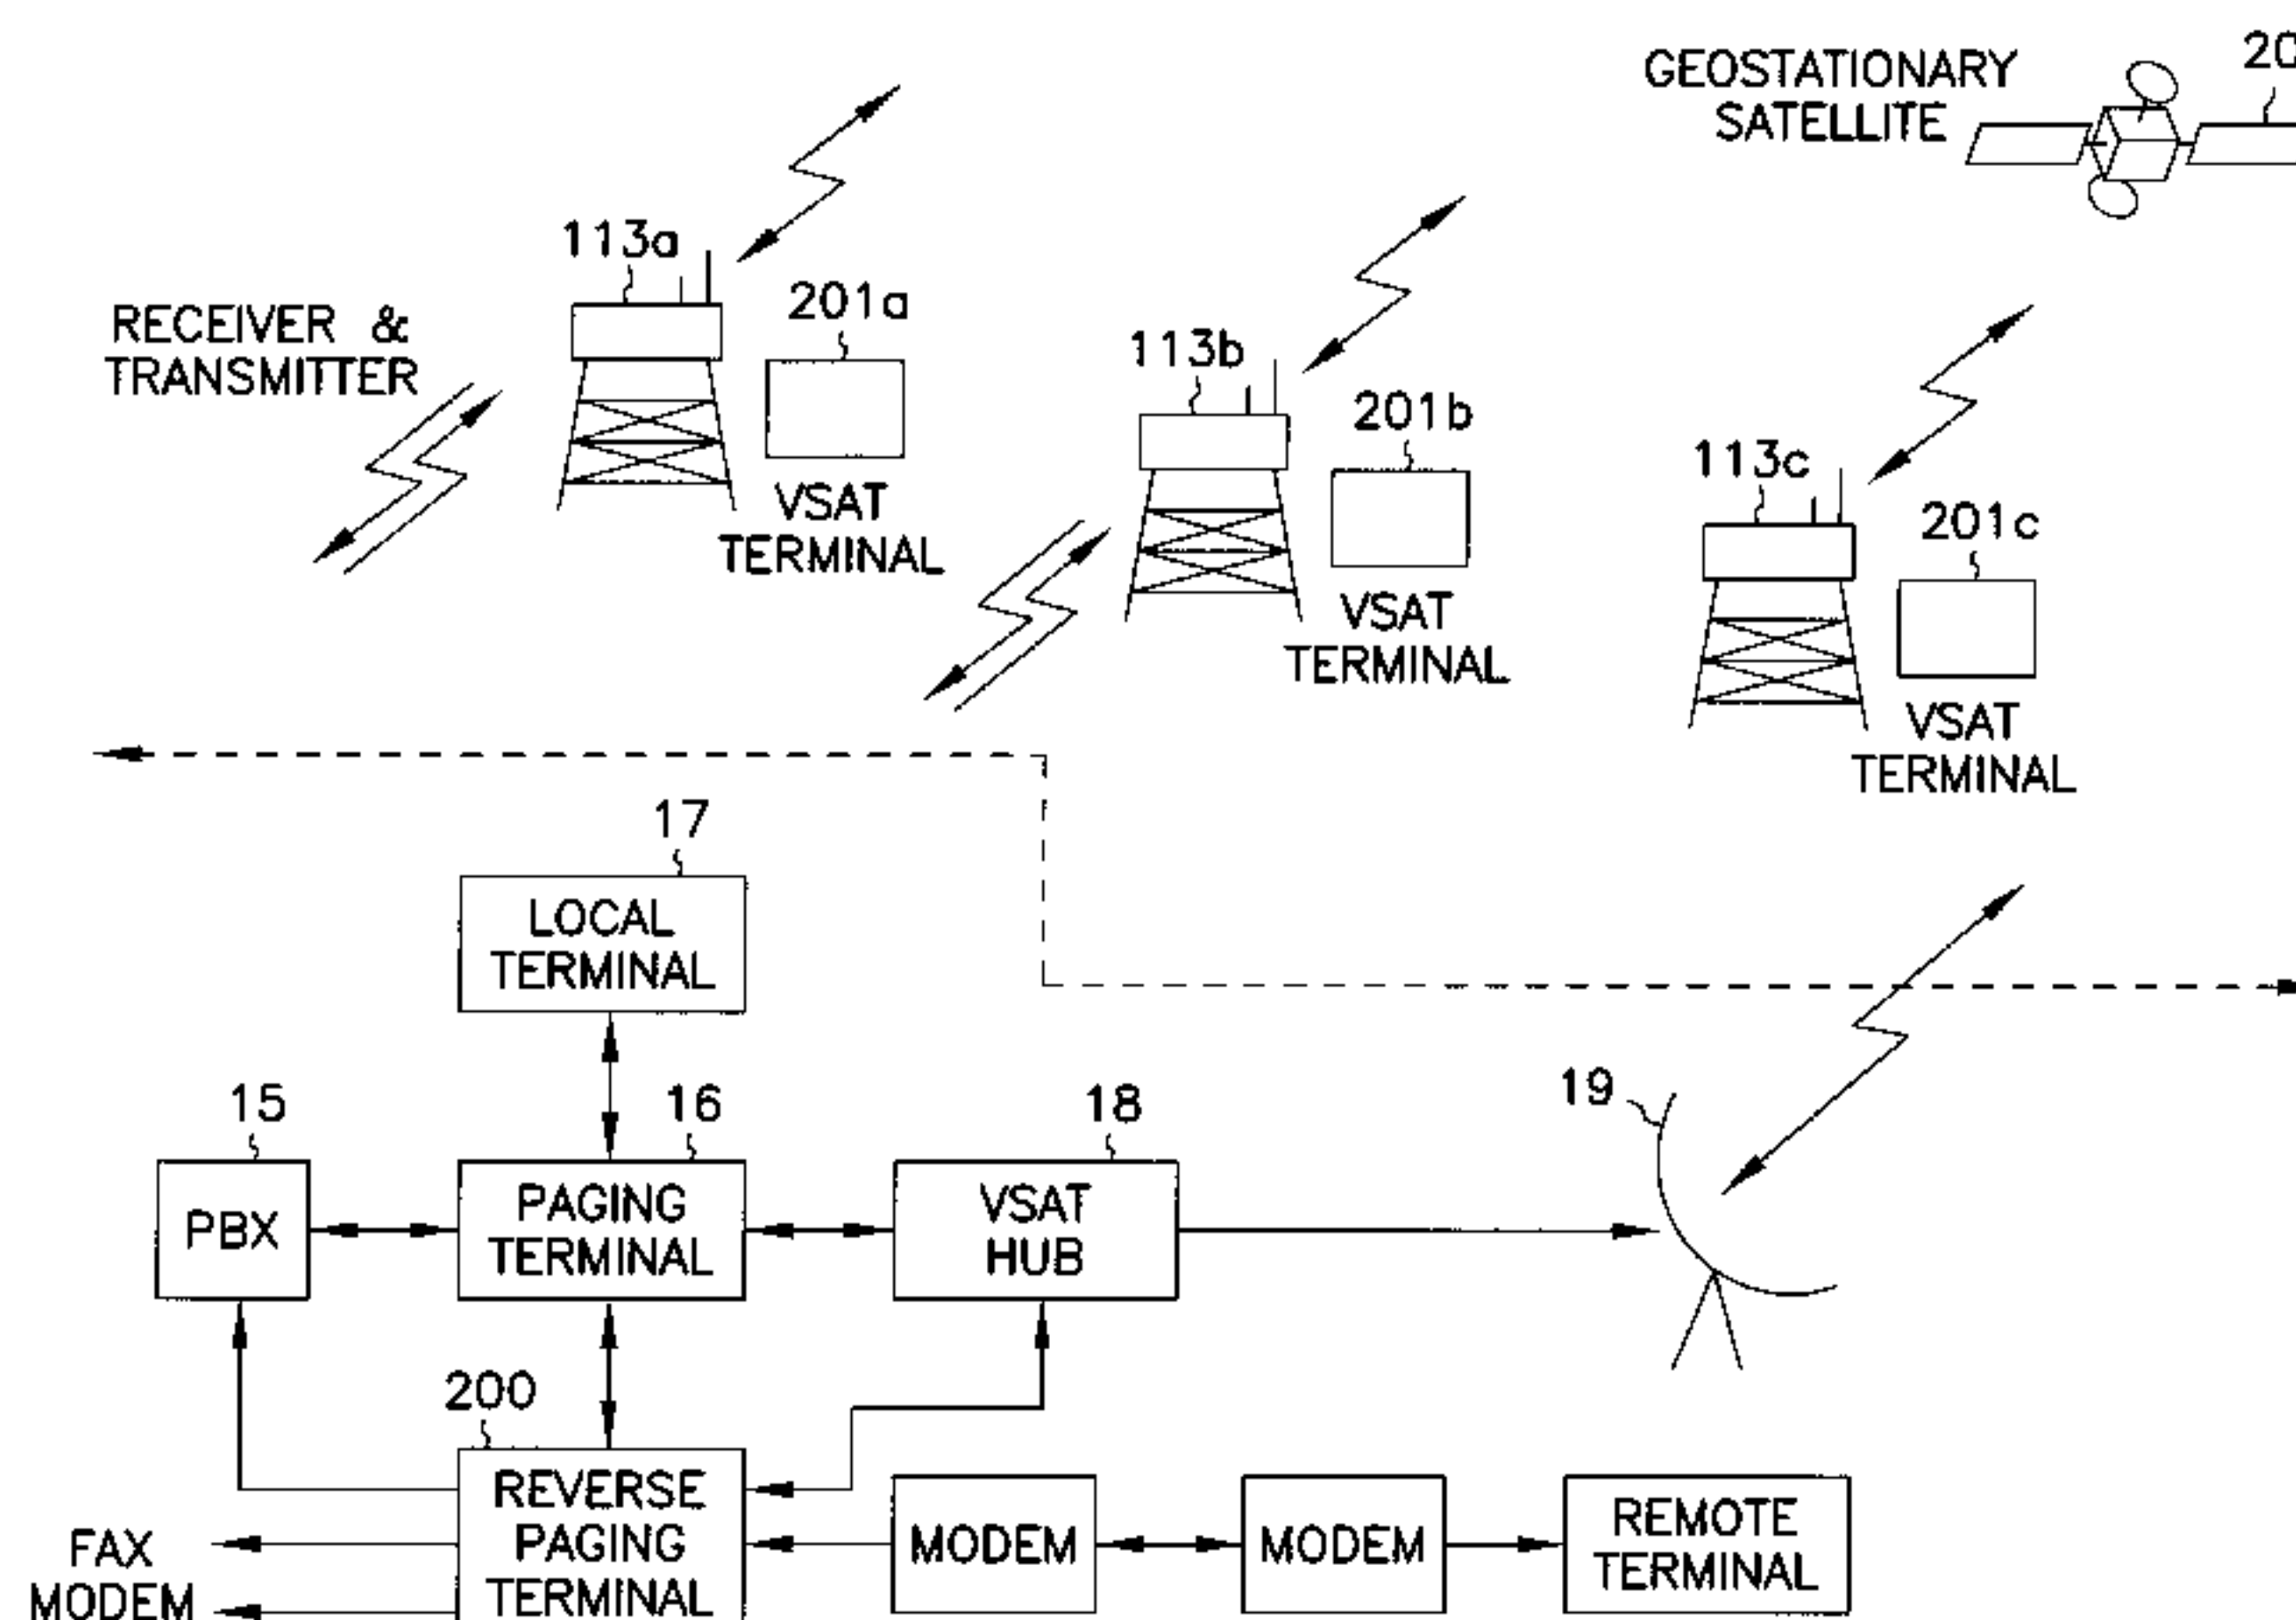 GEOSTATIONARY
SATELLITE
113a
201a
RECEIVER &
TRANSMITTER
VSAT
TERMINAL
113b
201b
VSAT
TERMINAL
113c
201c
VSAT
TERMINAL
17
LOCAL
TERMINAL
15
PBX
16
PAGING
TERMINAL
18
VSAT
HUB
19
200
REVERSE
PAGING
TERMINAL
FAX
MODEM
MODEM
MODEM
REMOTE
TERMINAL